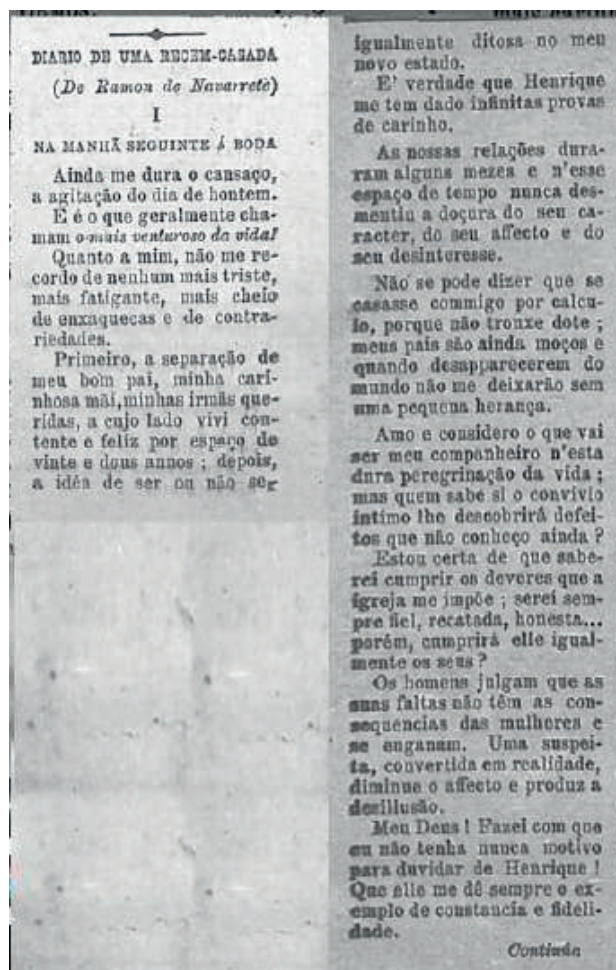 DIARIO DE UMA RECEM-CASADA
(De Ramon de Navarrete)
I
NA MANHÃ SEGUINTE Á BODA
Ainda me dura o cansaço,
a agitação do dia de hontem.
E é o que geralmente cha-
mam o mais venturoso da vida!
Quanto a mim, não me re-
cordo de nenhum mais triste,
mais fatigante, mais cheio
de enxaquecas e de contra-
riedades.
Primeiro, a separação de
meu bom pai, minha cari-
nhosa mãi, minhas irmãs que-
ridas, a cujo lado vivi con-
tente e feliz por espaço de
vinte e dous annos ; depois,
a idéa de ser ou não ser
igualmente ditosa no meu
novo estado.
E' verdade que Henrique
me tem dado infinitas provas
de carinho.
As nossas relações dura-
ram alguns mezes e n'esse
espaço de tempo nunca des-
mentiu a doçura do seu ca-
racter, do seu affecto e do
seu desinteresse.
Não se pode dizer que se
casasse commigo por calcu-
lo, porque não trouxe dote ;
meus pais são ainda moços e
quando desapparecerem do
mundo não me deixarão sem
uma pequena herança.
Amo e considero o que vai
ser meu companheiro n'esta
dura peregrinação da vida ;
mas quem sabe si o convivio
intimo lhe descobrirá defei-
tos que não conheço ainda ?
Estou certa de que sabe-
rei cumprir os deveres que a
igreja me impõe ; serei sem-
pre fiel, recatada, honesta...
porém, cumprirá elle igual-
mente os seus ?
Os homens julgam que as
suas faltas não têm as con-
sequencias das mulheres e
se enganam. Uma suspei-
ta, convertida em realidade,
diminue o affecto e produz a
desillusão.
Meu Deus ! Fazei com que
eu não tenha nunca motivo
para duvidar de Henrique !
Que elle me dê sempre o ex-
emplo de constancia e fideli-
dade.
Continúa